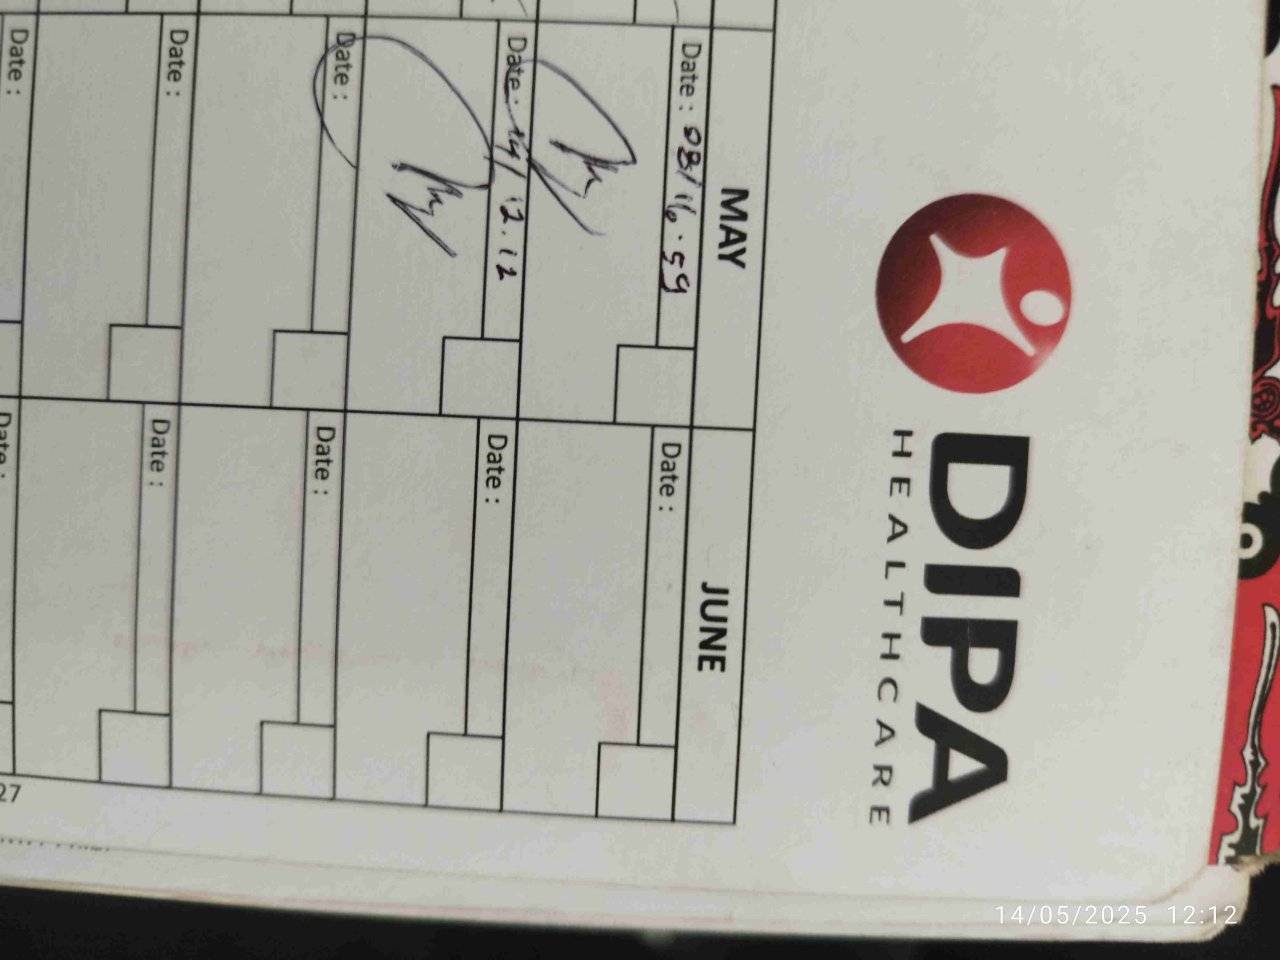 DIPA
HEALTHCARE
MAY
JUNE
Date : 08/16.59
Date :
Date : 14/12.12
Date :
Date :
Date :
Date :
Date :
Date :
Date :
27
14/05/2025 12:12